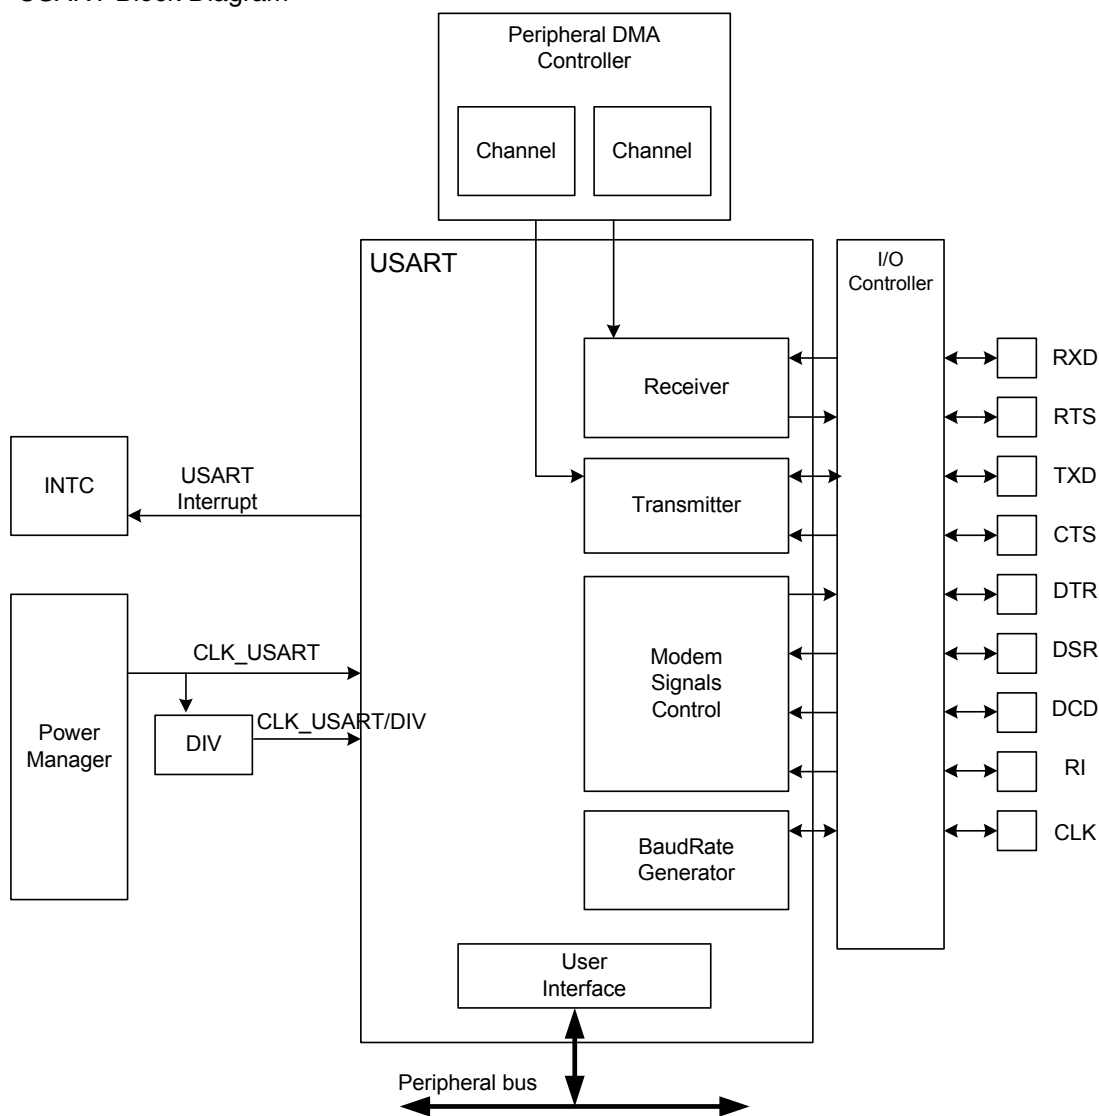 USART Block Diagram
Peripheral DMA
Controller
Channel
Channel
USART
I/O
Controller
RXD
Receiver
RTS
INTC
USART
Interrupt
TXD
Transmitter
CTS
DTR
CLK_USART
Modem
Signals
Control
DSR
CLK_USART/DIV
DCD
Power
Manager
DIV
RI
BaudRate
Generator
CLK
User
Interface
Peripheral bus